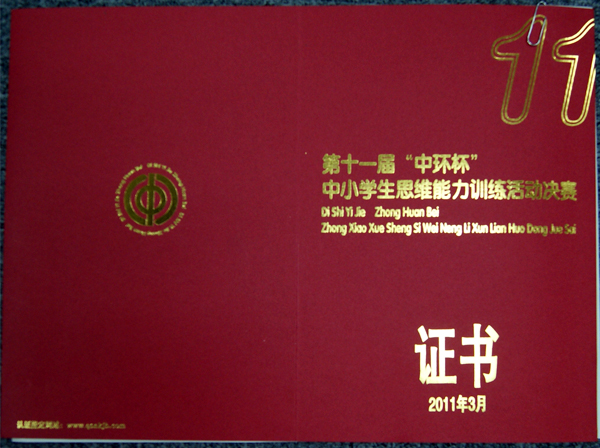 11
第十一届“中环杯”
中小学生思维能力训练活动决赛
Di Shi Yi Jie Zhong Huan Bei
Zhong Xiao Xue Sheng Si Wei Neng Li Xun Lian Huo Dong Jue Sai
证书
2011年3月